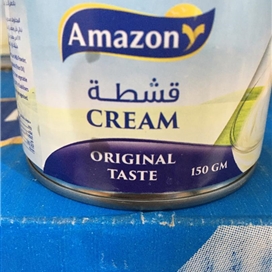 Amazon
قشطة
CREAM
ORIGINAL
TASTE
150 GM